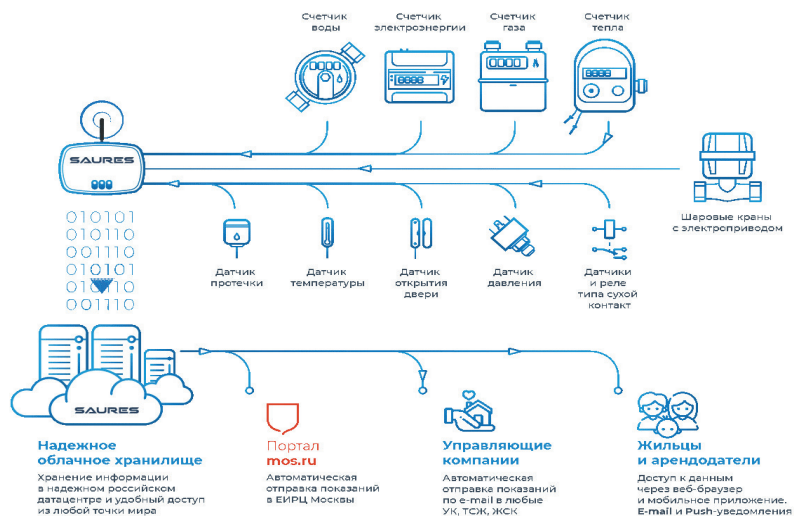 Счетчик
воды
Счетчик
электроэнергии
Счетчик
газа
Счетчик
тепла
SAURES
Шаровые краны
с электроприводом
010101
010110
001110
010101
010110
001110
Датчик
протечки
Датчик
температуры
Датчик
открытия
двери
Датчик
давления
Датчики
и реле
типа сухой
контакт
SAURES
Надежное
облачное хранилище
Хранение информации
в надежном российском
датацентре и удобный доступ
из любой точки мира
Портал
mos.ru
Автоматическая
отправка показаний
в ЕИРЦ Москвы
Управляющие
компании
Автоматическая
отправка показаний
по e-mail в любые
УК, ТСЖ, ЖСК
Жильцы
и арендодатели
Доступ к данным
через веб-браузер
и мобильное приложение.
E-mail и Push-уведомления